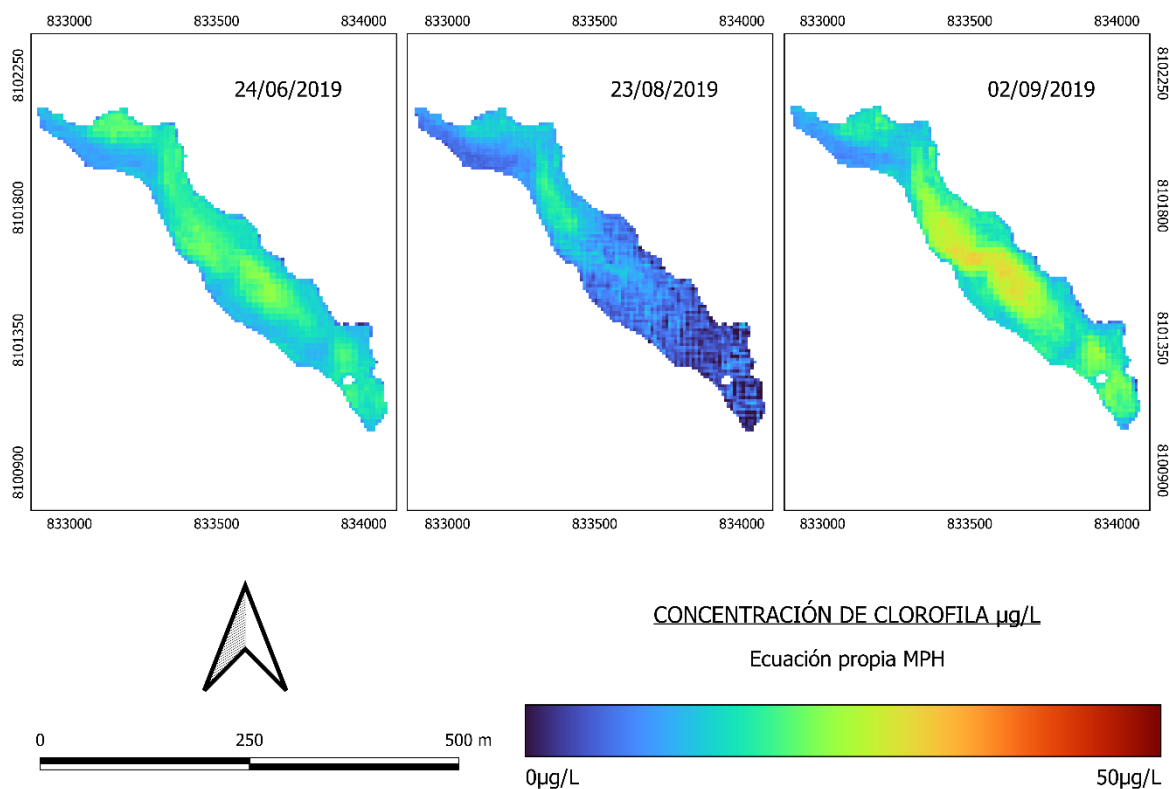 833000 833500 834000 833000 833500 834000 833000 833500 834000
8102250 8102250
24/06/2019 23/08/2019 02/09/2019
8101800 8101800
8101350 8101350
8100900 8100900
833000 833500 834000 833000 833500 834000 833000 833500 834000
CONCENTRACIÓN DE CLOROFILA µg/L
Ecuación propia MPH
0 250 500 m
0µg/L 50µg/L